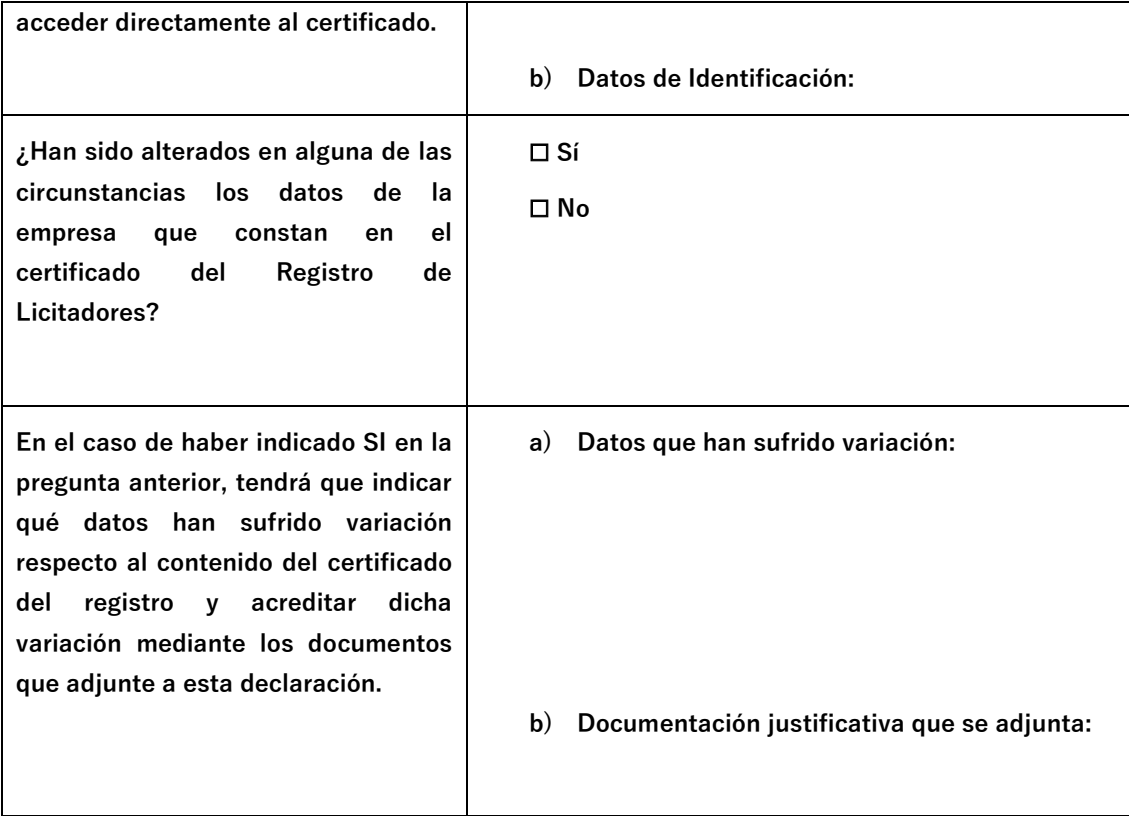 acceder directamente al certificado.
b) Datos de Identificación:
¿Han sido alterados en alguna de las
circunstancias los datos de la
empresa que constan en el
certificado del Registro de
Licitadores?
☐ Sí
☐ No
En el caso de haber indicado SI en la
pregunta anterior, tendrá que indicar
qué datos han sufrido variación
respecto al contenido del certificado
del registro y acreditar dicha
variación mediante los documentos
que adjunte a esta declaración.
a) Datos que han sufrido variación:
b) Documentación justificativa que se adjunta: